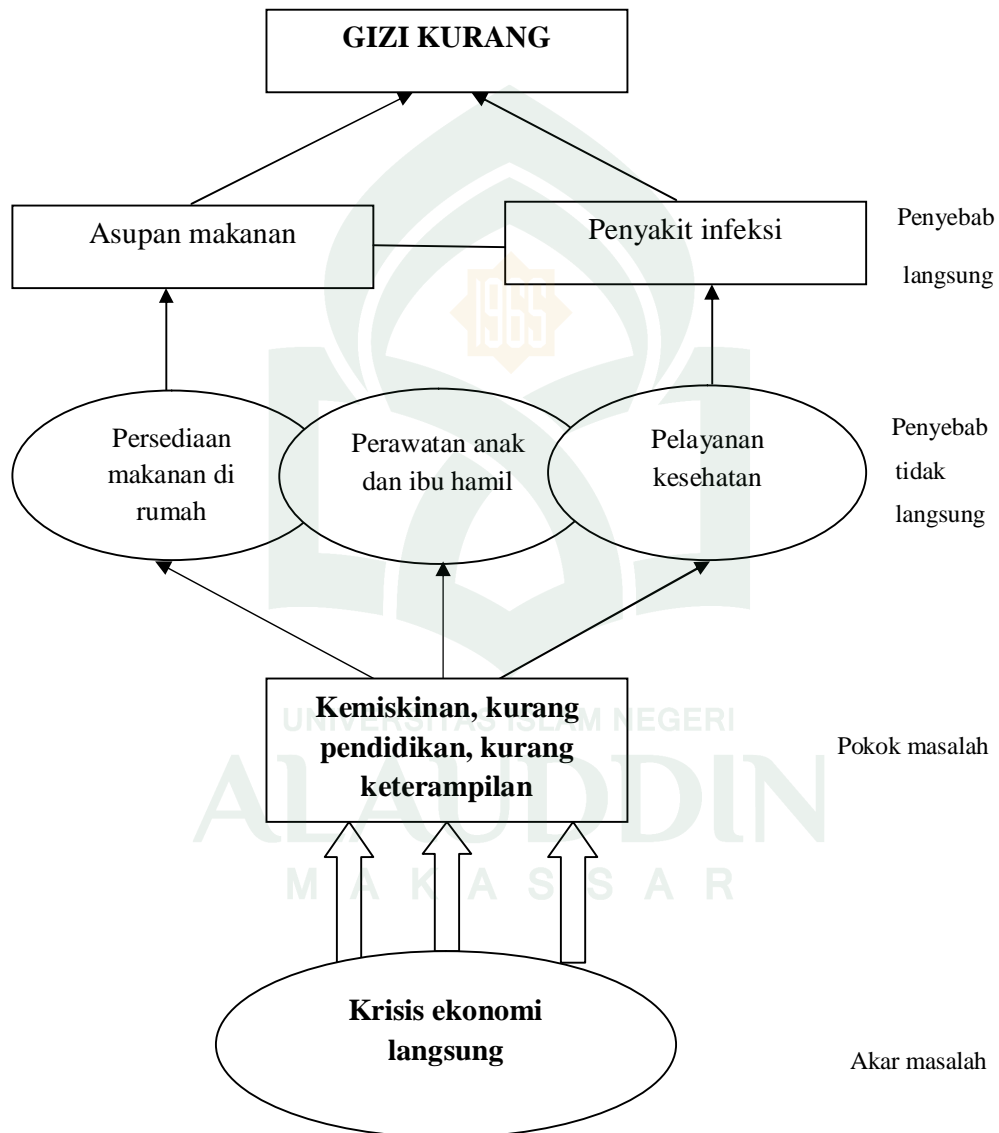 GIZI KURANG
Asupan makanan
Penyakit infeksi
Penyebab
langsung
1965
Persediaan
makanan di
rumah
Perawatan anak
dan ibu hamil
Pelayanan
kesehatan
Penyebab
tidak
langsung
Kemiskinan, kurang
pendidikan, kurang
keterampilan
Pokok masalah
UNIVERSITAS ISLAM NEGERI
ALAUDDIN
MAKASSAR
Krisis ekonomi
langsung
Akar masalah